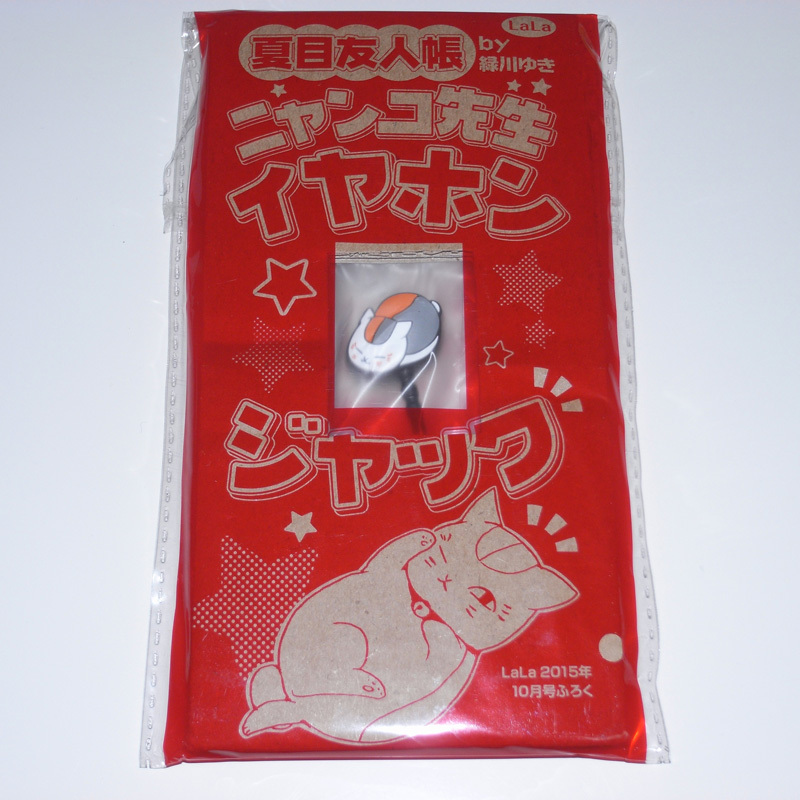 LaLa
夏目友人帳
by
緑川ゆき
ニャンコ先生
イヤホン
ジャック
LaLa 2015年
10月号ふろく